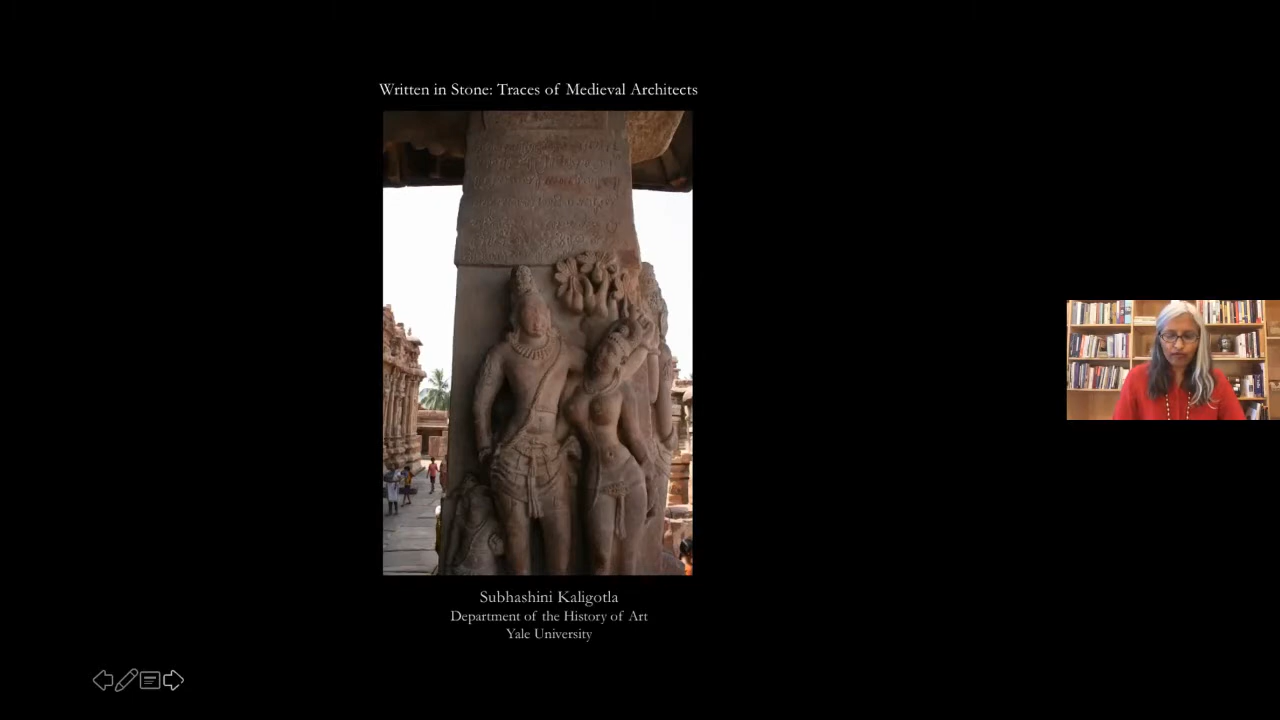 Written in Stone: Traces of Medieval Architects
Subhashini Kaligotla
Department of the History of Art
Yale University